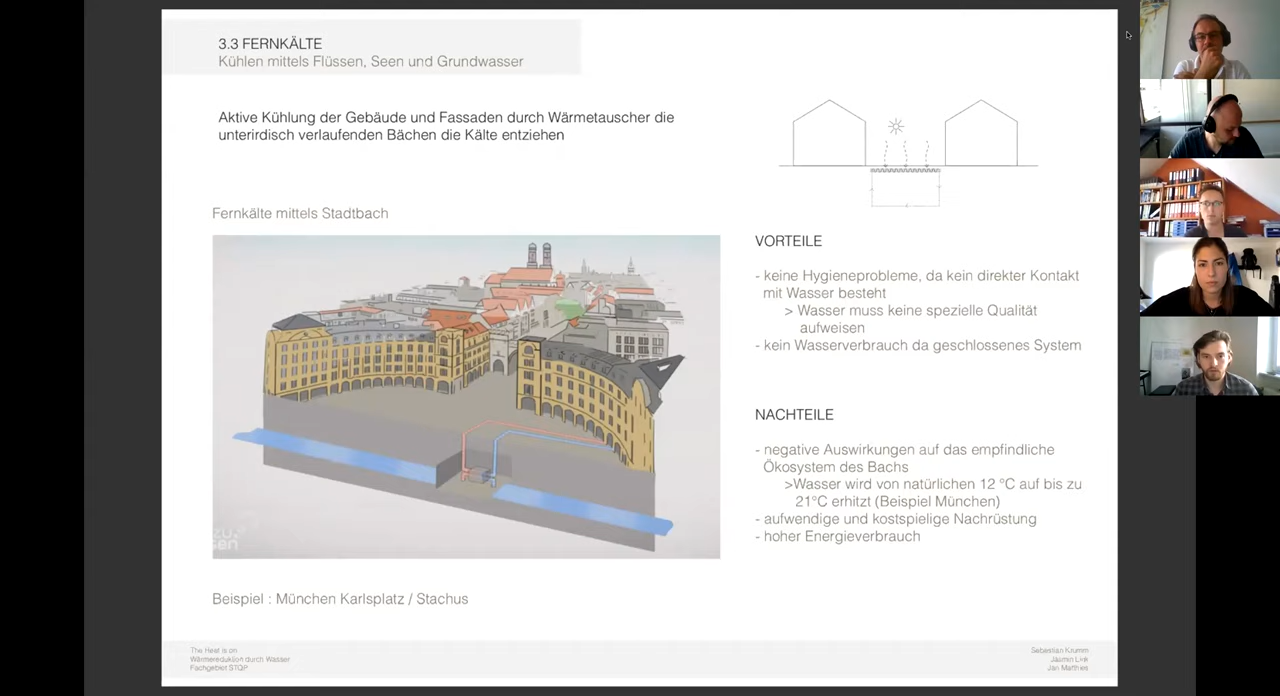 3.3 FERNKÄLTE
Kühlen mittels Flüssen, Seen und Grundwasser
Aktive Kühlung der Gebäude und Fassaden durch Wärmetauscher die
unterirdisch verlaufenden Bächen die Kälte entziehen
Fernkälte mittels Stadtbach
VORTEILE
- keine Hygieneprobleme, da kein direkter Kontakt
mit Wasser besteht
> Wasser muss keine spezielle Qualität
aufweisen
- kein Wasserverbrauch da geschlossenes System
NACHTEILE
- negative Auswirkungen auf das empfindliche
Ökosystem des Bachs
>Wasser wird von natürlichen 12 °C auf bis zu
21°C erhitzt (Beispiel München)
- aufwendige und kostspielige Nachrüstung
- hoher Energieverbrauch
zu
sen
Beispiel : München Karlsplatz / Stachus
The Heat is on
Wärmereduktion durch Wasser
Fachgebiet STQP
Sebastian Krumm
Jasmin
Jan Matthies